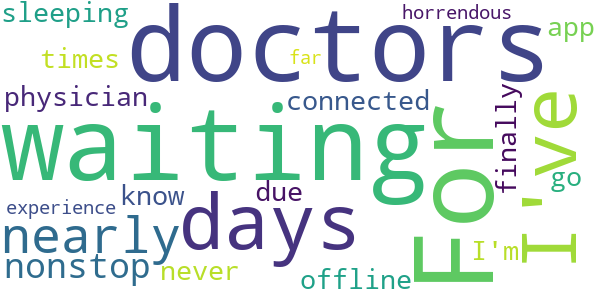 sleeping
doctors
horrendous
app
times
far
physician
connected
finally
waiting
For
I've
go
due
know
days
experience
nearly
I'm
nonstop
never
offline